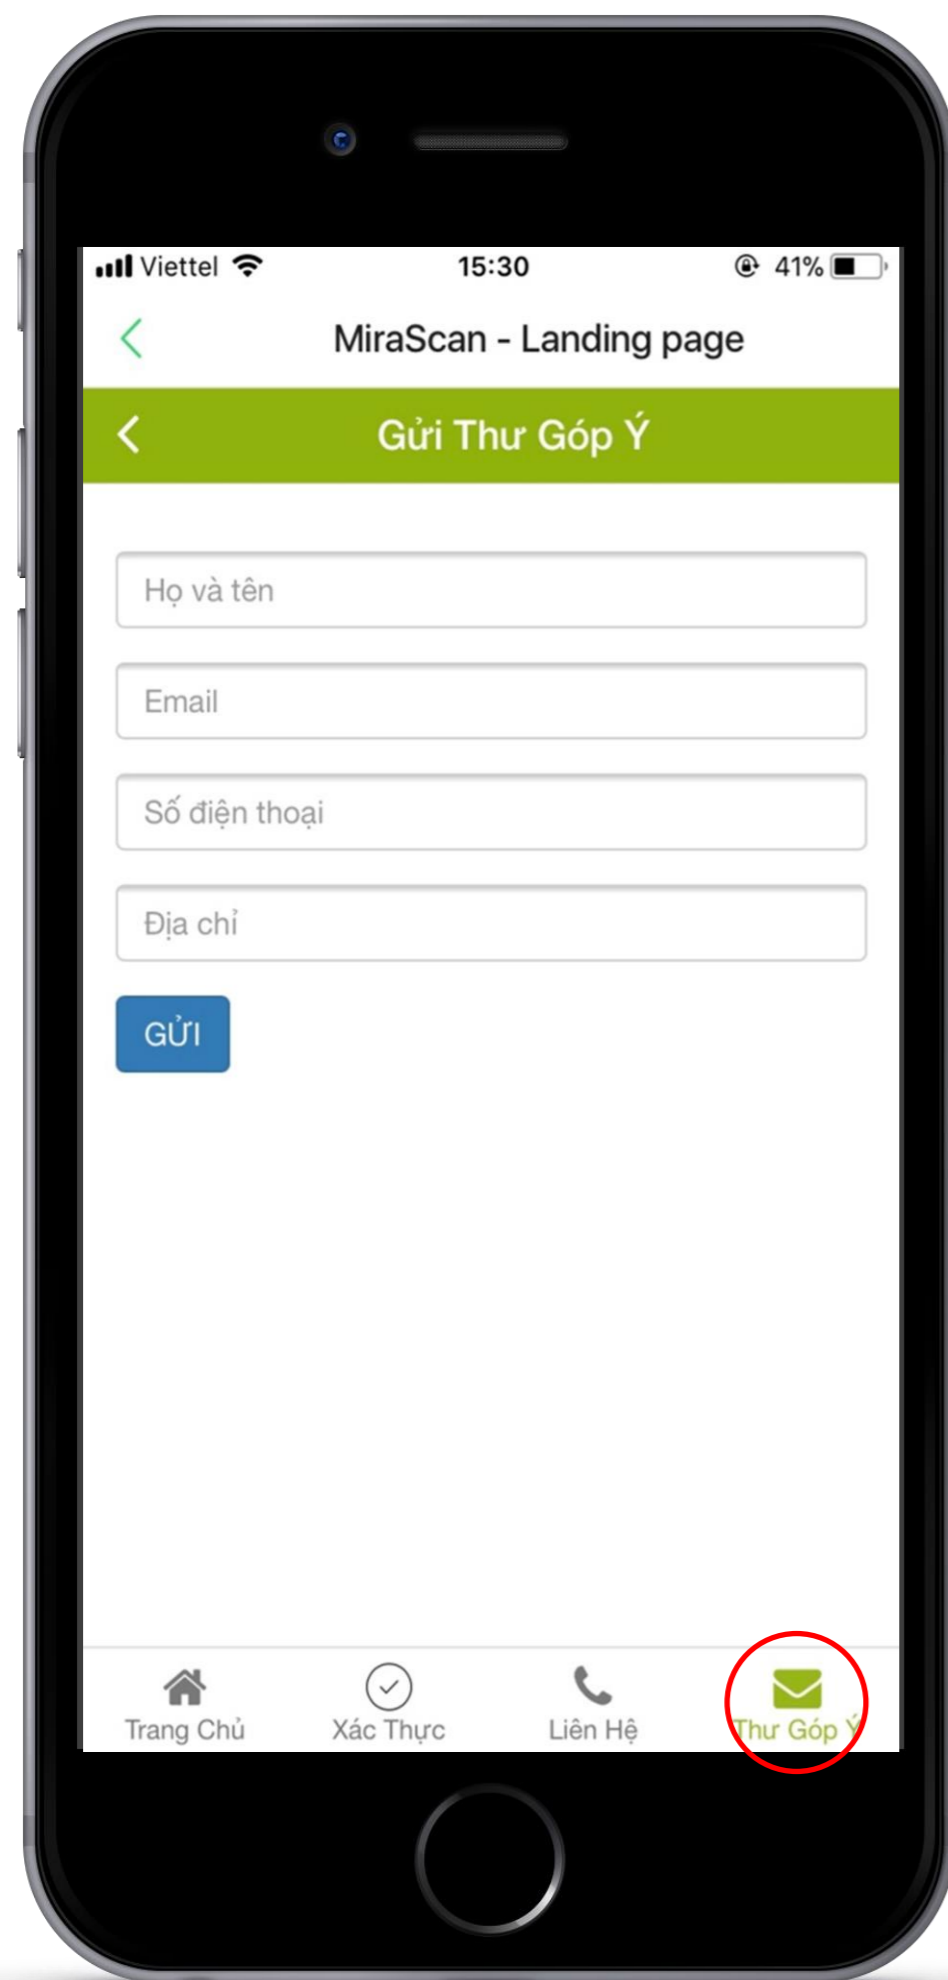 Viettel 15:30 41%
MiraScan - Landing page
Gửi Thư Góp Ý
Họ và tên
Email
Số điện thoại
Địa chỉ
GỬI
Trang Chủ Xác Thực Liên Hệ Thư Góp Ý